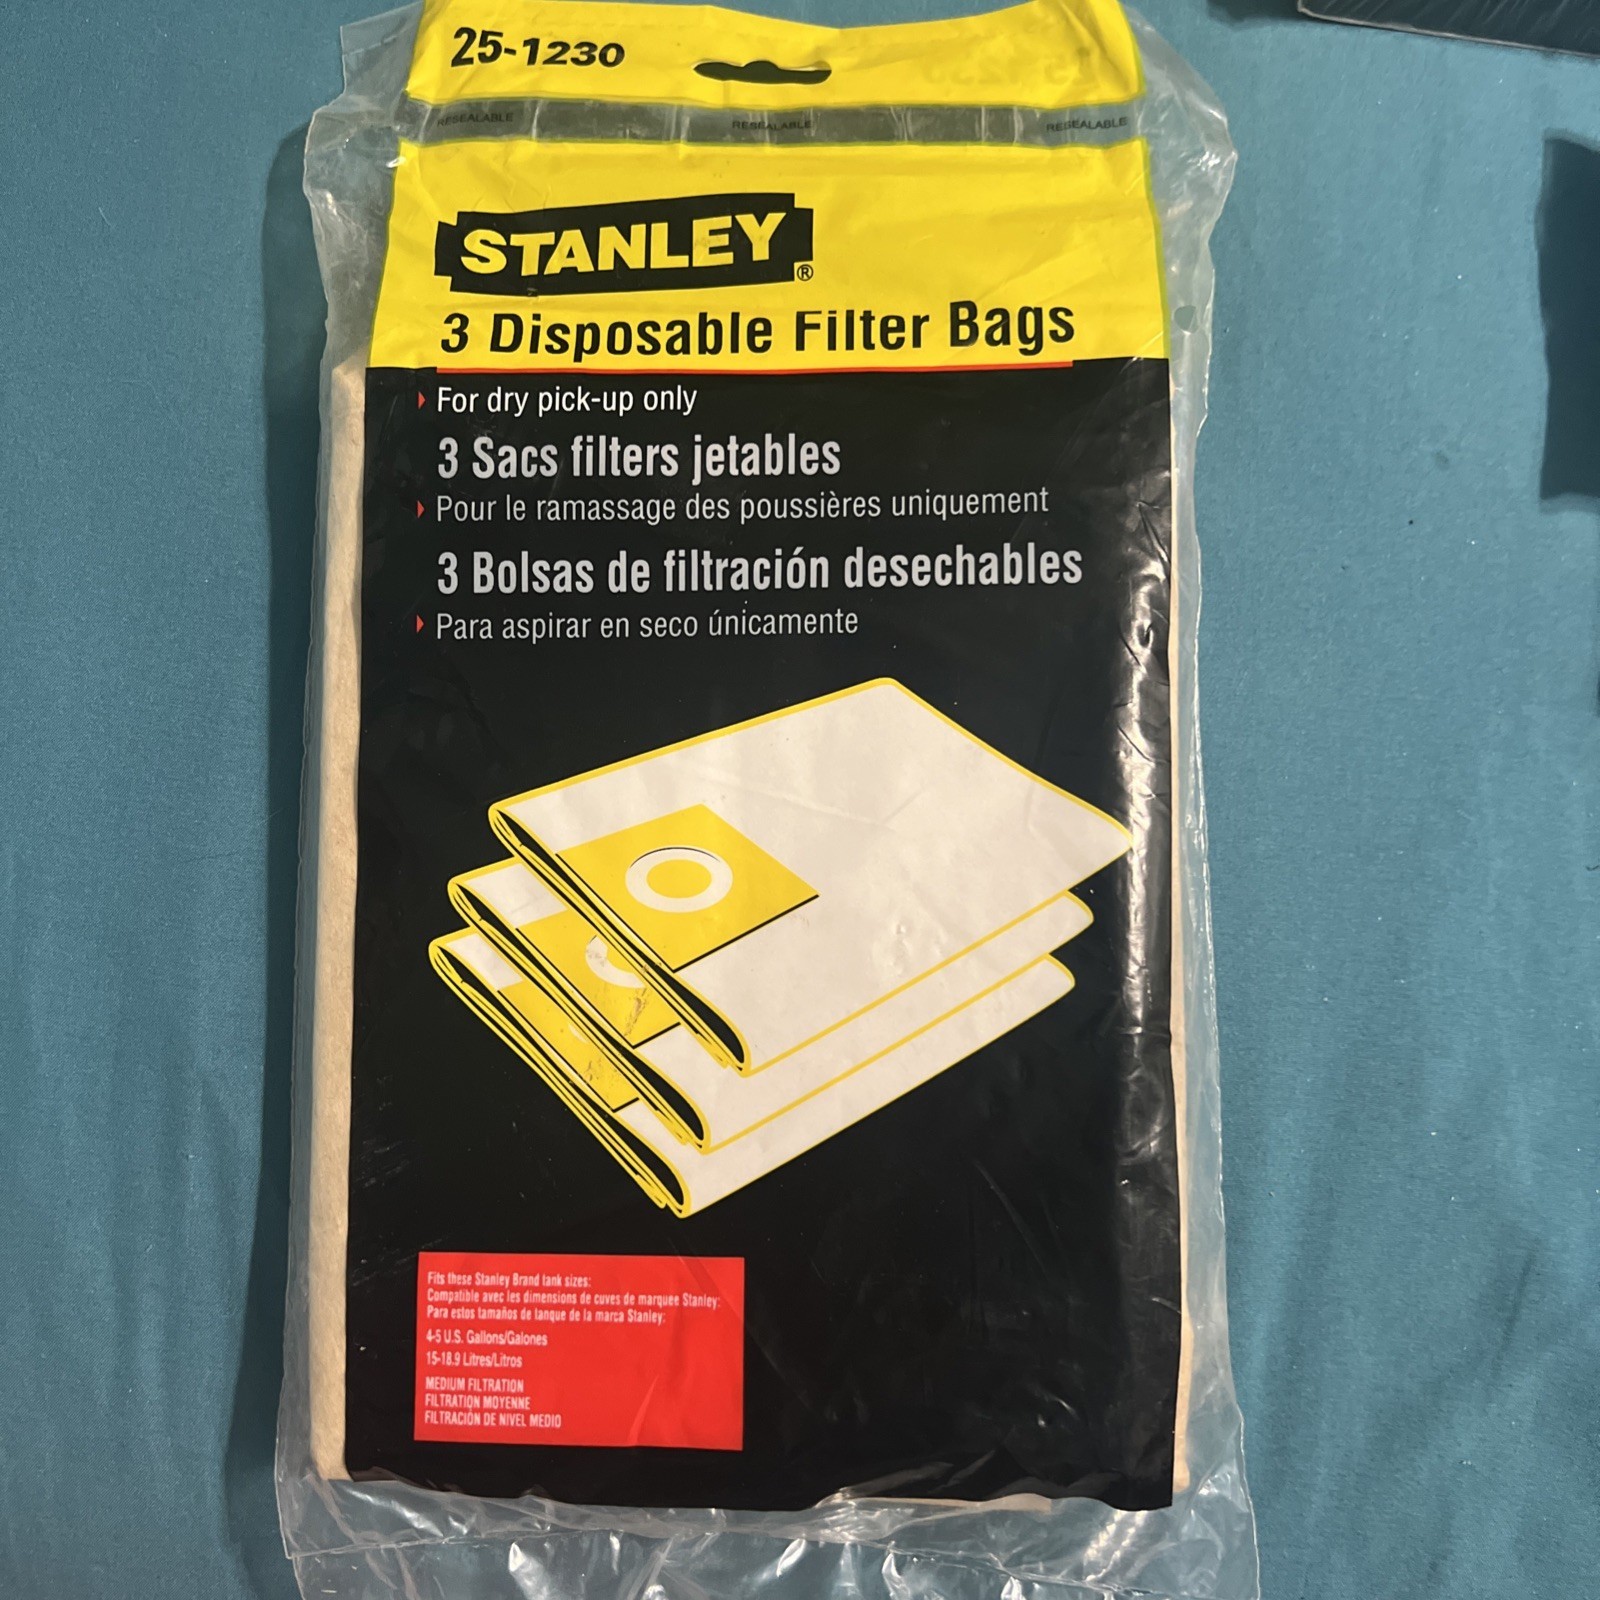 25-1230
RESEALABLE RESEALABLE RESEALABLE
STANLEY®
3 Disposable Filter Bags
For dry pick-up only
3 Sacs filters jetables
Pour le ramassage des poussières uniquement
3 Bolsas de filtración desechables
Para aspirar en seco únicamente
Fits these Stanley Brand tank sizes:
Compatible avec les dimensions de cuves de marquee Stanley:
Para estos tamaños de tanque de la marca Stanley:
4-5 U.S. Gallons/Galones
15-18.9 Litres/Litros
MEDIUM FILTRATION
FILTRATION MOYENNE
FILTRACIÓN DE NIVEL MEDIO